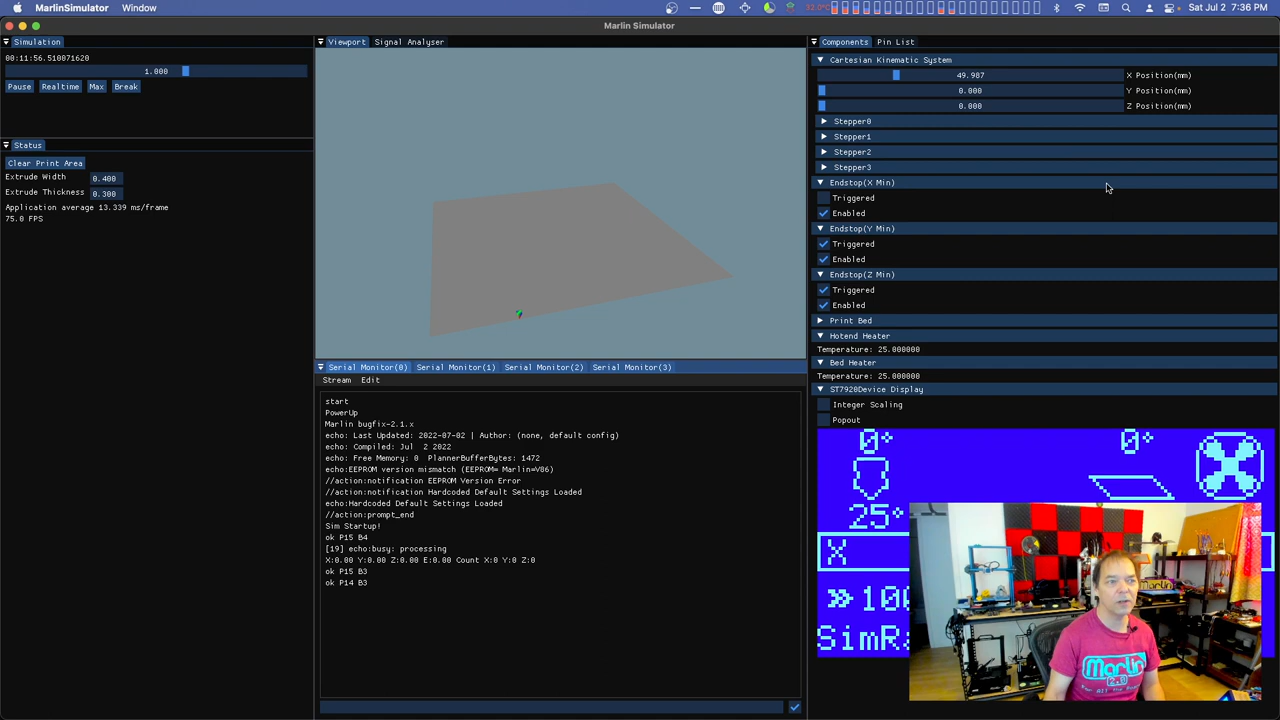 MarlinSimulator Window
32.0°C
Sat Jul 2 7:36 PM
Marlin Simulator
Simulation
00:11:56.510071620
1.000
Pause Realtime Max Break
Status
Clear Print Area
Extrude Width 0.400
Extrude Thickness 0.300
Application average 13.339 ms/frame
75.0 FPS
Viewport Signal Analyser
Serial Monitor(0) Serial Monitor(1) Serial Monitor(2) Serial Monitor(3)
Stream Edit
start
PowerUp
Marlin bugfix-2.1.x
echo: Last Updated: 2022-07-02 | Author: (none, default config)
echo: Compiled: Jul 2 2022
echo: Free Memory: 0 PlannerBufferBytes: 1472
echo:EEPROM version mismatch (EEPROM= Marlin=V86)
//action:notification EEPROM Version Error
//action:notification Hardcoded Default Settings Loaded
echo:Hardcoded Default Settings Loaded
//action:prompt_end
Sim Startup!
ok P15 B4
[19] echo:busy: processing
X:0.00 Y:0.00 Z:0.00 E:0.00 Count X:0 Y:0 Z:0
ok P15 B3
ok P14 B3
Components Pin List
Cartesian Kinematic System
49.987 X Position(mm)
0.000 Y Position(mm)
0.000 Z Position(mm)
Stepper0
Stepper1
Stepper2
Stepper3
Endstop(X Min)
Triggered
Enabled
Endstop(Y Min)
Triggered
Enabled
Endstop(Z Min)
Triggered
Enabled
Print Bed
Hotend Heater
Temperature: 25.000000
Bed Heater
Temperature: 25.000000
ST7920Device Display
Integer Scaling
Popout
0° 0°
25°
X
»100
SimRa
Marlin
2.0